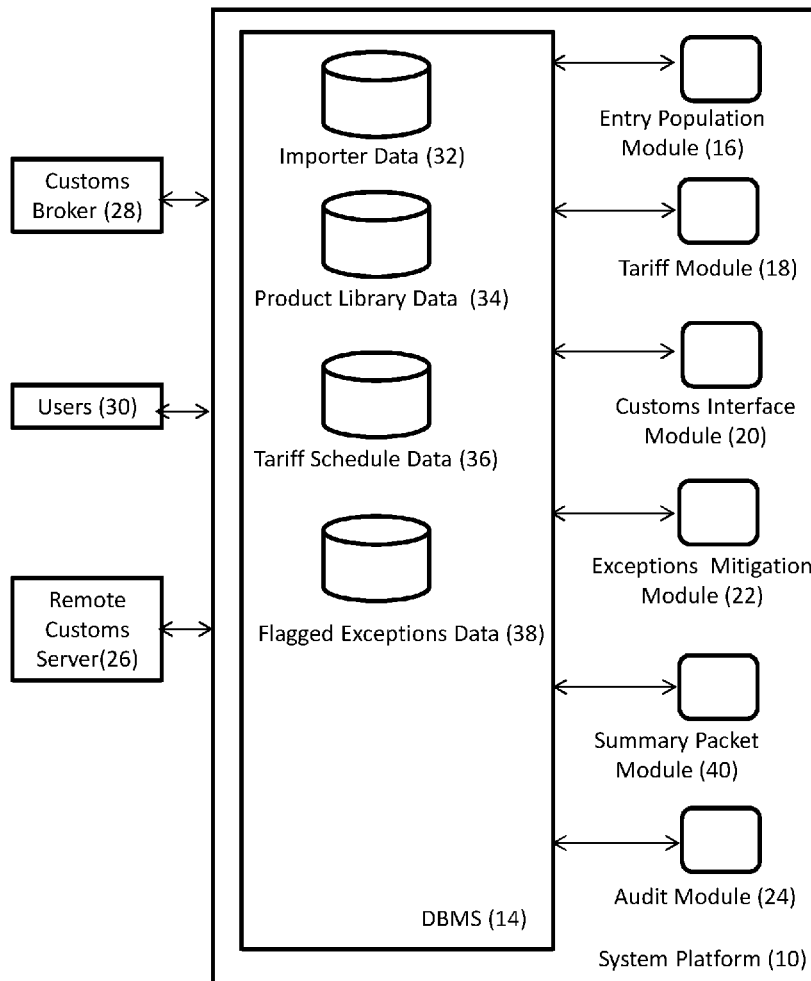 Customs
Broker (28)
Users (30)
Remote
Customs
Server(26)
Importer Data (32)
Product Library Data (34)
Tariff Schedule Data (36)
Flagged Exceptions Data (38)
DBMS (14)
Entry Population
Module (16)
Tariff Module (18)
Customs Interface
Module (20)
Exceptions Mitigation
Module (22)
Summary Packet
Module (40)
Audit Module (24)
System Platform (10)